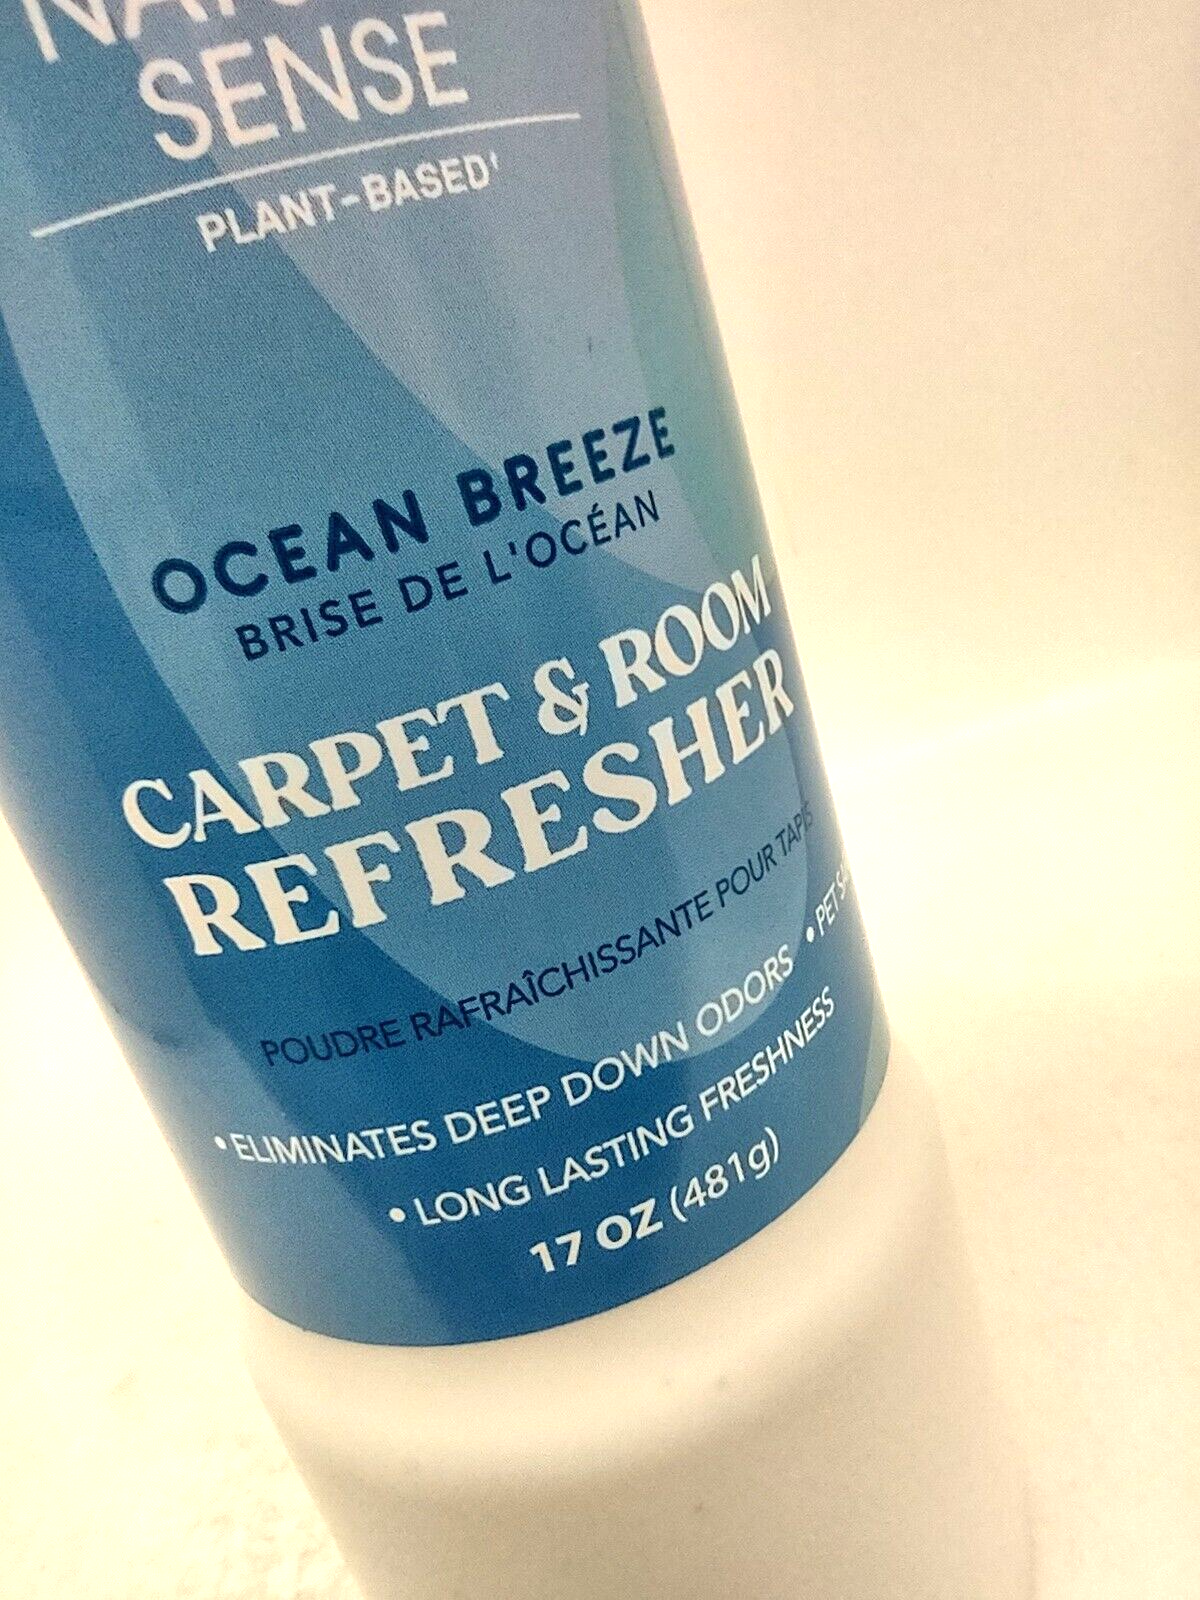 SENSE
PLANT-BASED†
OCEAN BREEZE
BRISE DE L'OCÉAN
CARPET & ROOM
REFRESHER
POUDRE RAFRAÎCHISSANTE POUR TAPIS
• ELIMINATES DEEP DOWN ODORS • PET
• LONG LASTING FRESHNESS
17 OZ (481g)